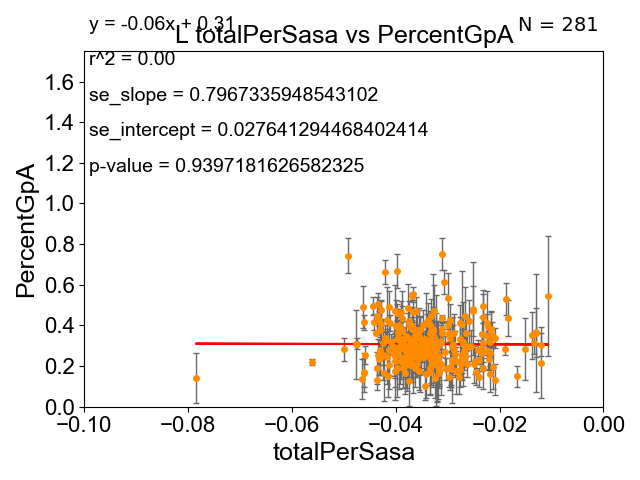 y = -0.06x + 0.31
N = 281
L totalPerSasa vs PercentGpA
r^2 = 0.00
se_slope = 0.7967335948543102
se_intercept = 0.027641294468402414
p-value = 0.9397181626582325
PercentGpA
1.6
1.4
1.2
1.0
0.8
0.6
0.4
0.2
0.0
−0.10 −0.08 −0.06 −0.04 −0.02 0.00
totalPerSasa